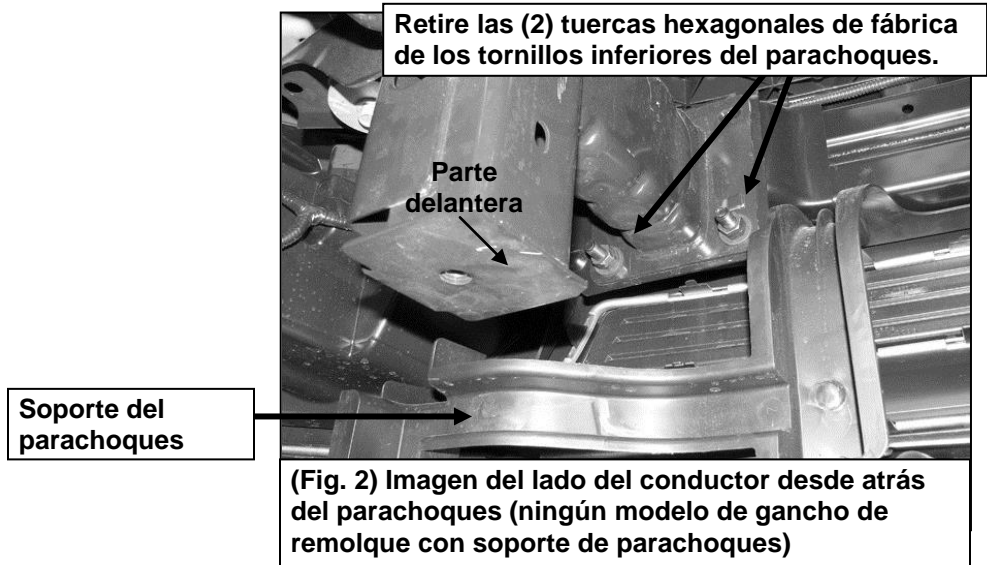 Retire las (2) tuercas hexagonales de fábrica
de los tornillos inferiores del parachoques.
Parte
delantera
Soporte del
parachoques
(Fig. 2) Imagen del lado del conductor desde atrás
del parachoques (ningún modelo de gancho de
remolque con soporte de parachoques)